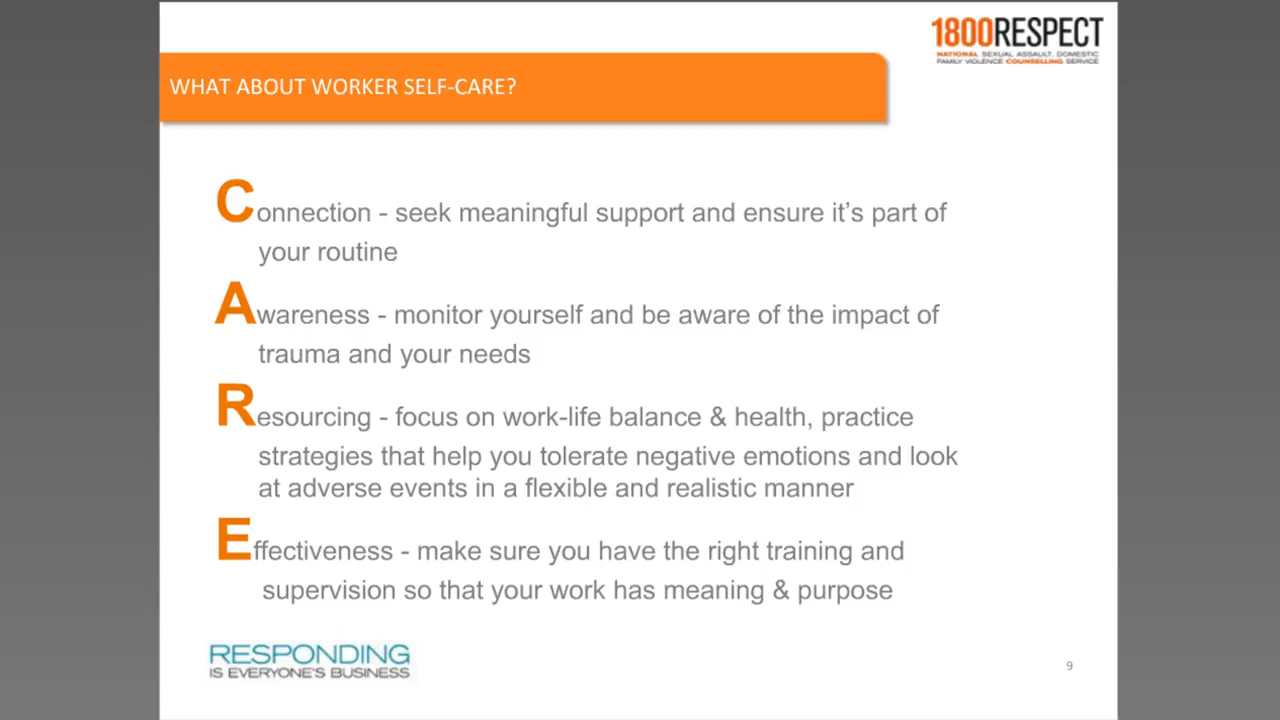 1800RESPECT
NATIONAL SEXUAL ASSAULT, DOMESTIC
FAMILY VIOLENCE COUNSELLING SERVICE
WHAT ABOUT WORKER SELF-CARE?
Connection - seek meaningful support and ensure it’s part of
your routine
Awareness - monitor yourself and be aware of the impact of
trauma and your needs
Resourcing - focus on work-life balance & health, practice
strategies that help you tolerate negative emotions and look
at adverse events in a flexible and realistic manner
Effectiveness - make sure you have the right training and
supervision so that your work has meaning & purpose
RESPONDING
IS EVERYONE'S BUSINESS
9